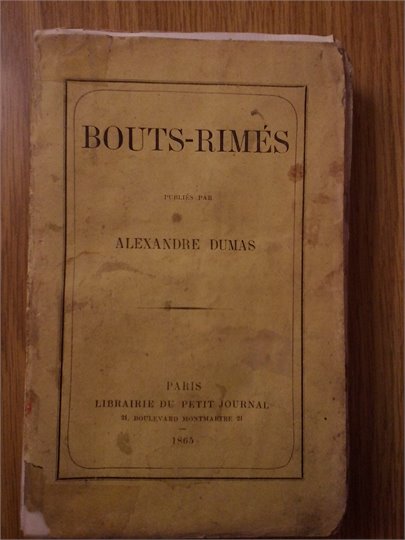 BOUTS-RIMÉS
PUBLIÉS PAR
ALEXANDRE DUMAS
PARIS
LIBRAIRIE DU PETIT JOURNAL
21, BOULEVARD MONTMARTRE 21
1865